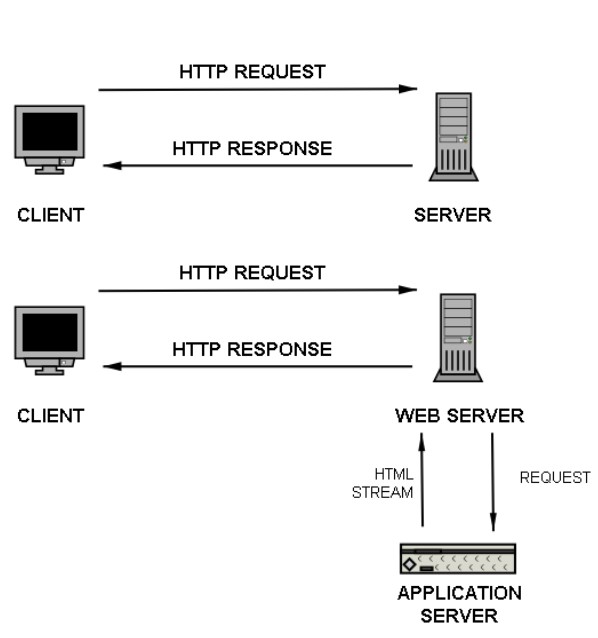 HTTP REQUEST
HTTP RESPONSE
CLIENT
SERVER
HTTP REQUEST
HTTP RESPONSE
CLIENT
WEB SERVER
HTML
STREAM
REQUEST
APPLICATION
SERVER